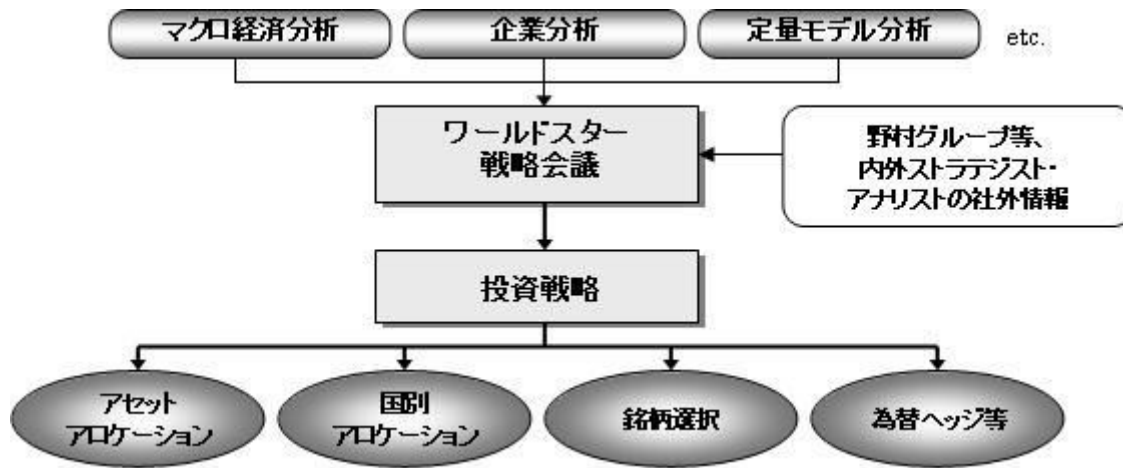 マクロ経済分析
企業分析
定量モデル分析
etc.
ワールドスター
戦略会議
野村グループ等、
内外ストラテジスト・
アナリストの社外情報
投資戦略
アセット
アロケーション
国別
アロケーション
銘柄選択
為替ヘッジ等